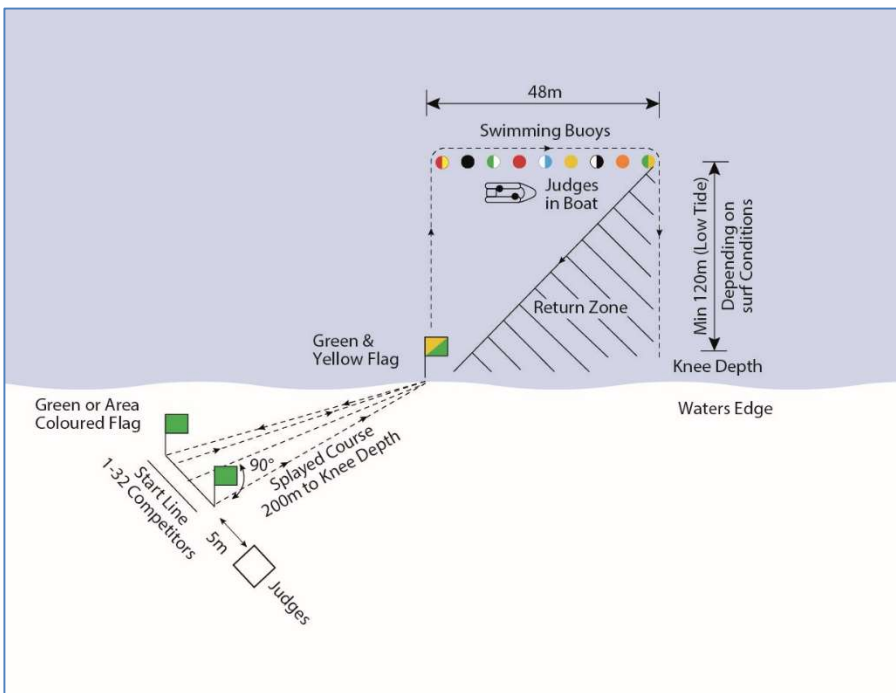 48m
Swimming Buoys
Judges
in Boat
Min 120m (Low Tide)
Depending on
surf Conditions
Return Zone
Green &
Yellow Flag
Knee Depth
Green or Area
Coloured Flag
Waters Edge
90°
Splayed Course
200m to Knee Depth
Start Line
1-32 Competitors
5m
Judges